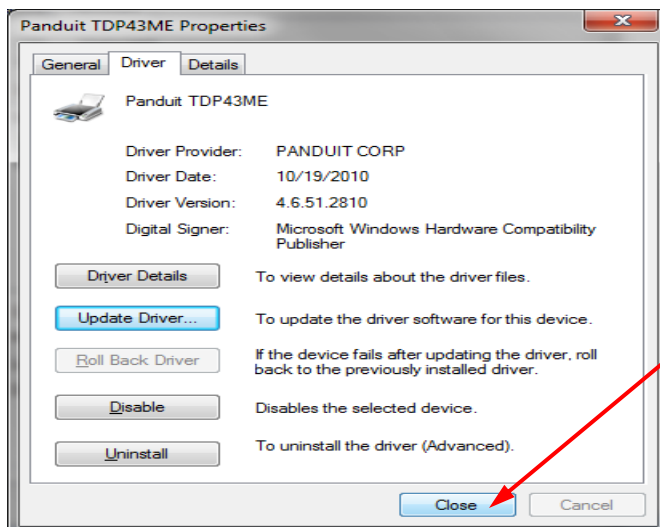 Panduit TDP43ME Properties
General Driver Details
Panduit TDP43ME
Driver Provider: PANDUIT CORP
Driver Date: 10/19/2010
Driver Version: 4.6.51.2810
Digital Signer: Microsoft Windows Hardware Compatibility
Publisher
Driver Details To view details about the driver files.
Update Driver... To update the driver software for this device.
Roll Back Driver If the device fails after updating the driver, roll
back to the previously installed driver.
Disable Disables the selected device.
Uninstall To uninstall the driver (Advanced).
Close Cancel